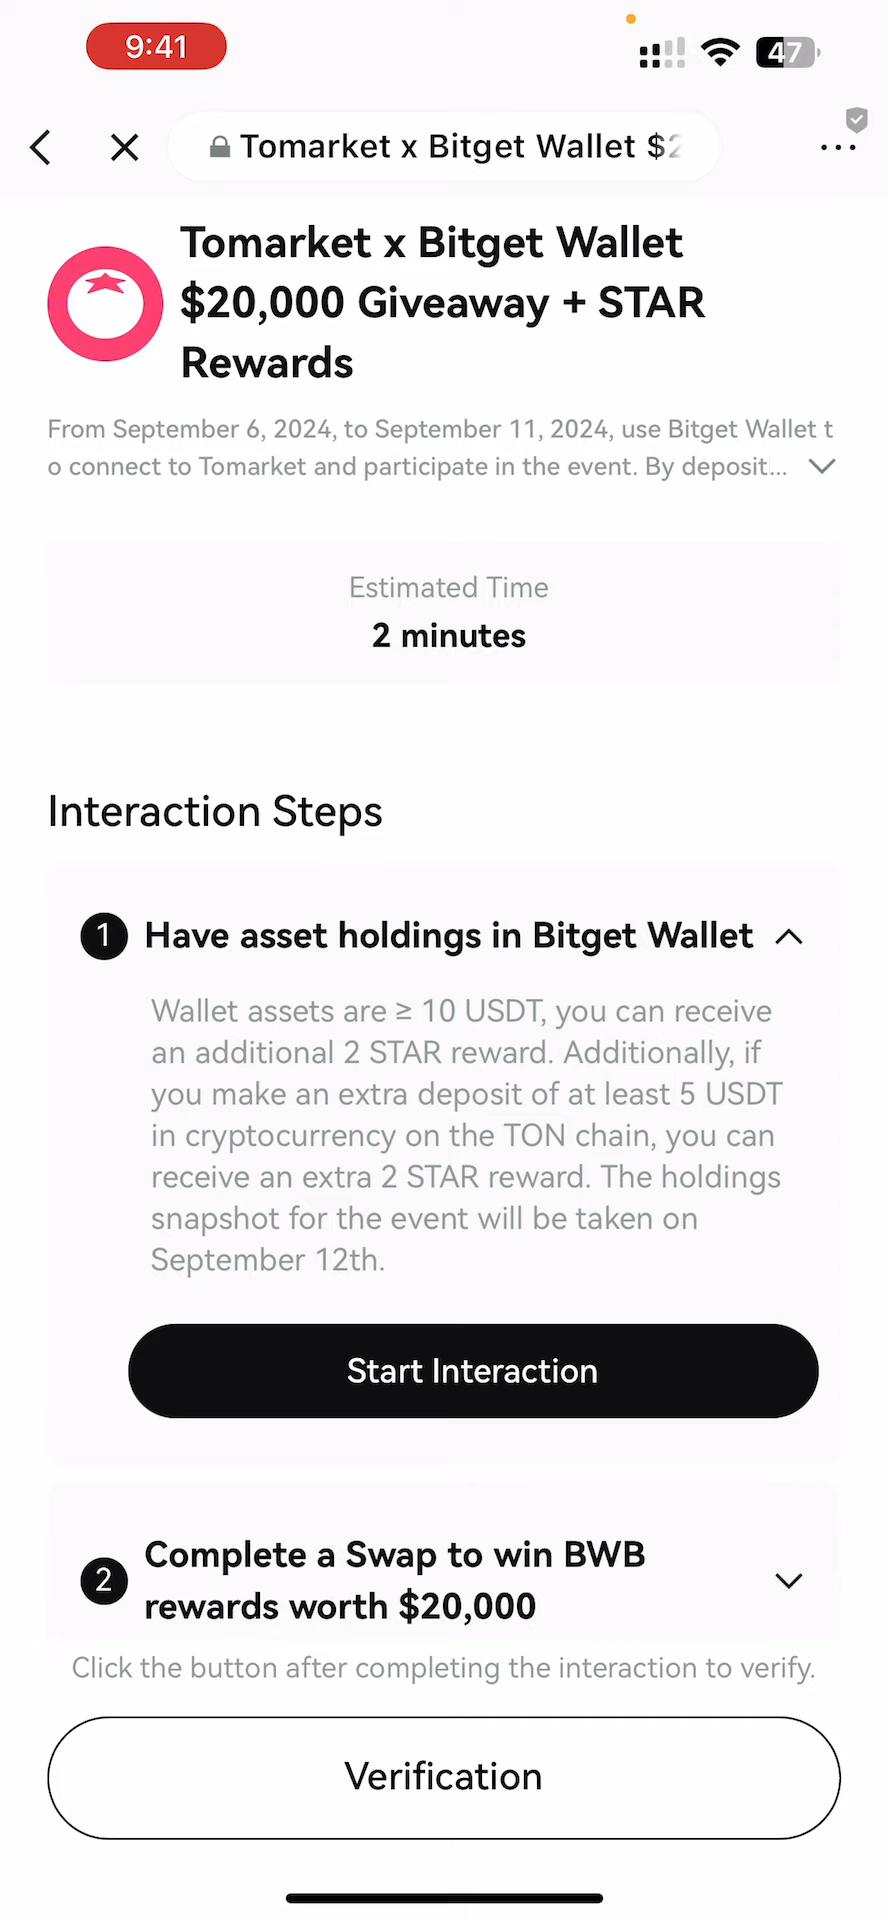 9:41
47
Tomarket x Bitget Wallet $2
Tomarket x Bitget Wallet
$20,000 Giveaway + STAR
Rewards
From September 6, 2024, to September 11, 2024, use Bitget Wallet t
o connect to Tomarket and participate in the event. By deposit...
Estimated Time
2 minutes
Interaction Steps
1 Have asset holdings in Bitget Wallet
Wallet assets are ≥ 10 USDT, you can receive
an additional 2 STAR reward. Additionally, if
you make an extra deposit of at least 5 USDT
in cryptocurrency on the TON chain, you can
receive an extra 2 STAR reward. The holdings
snapshot for the event will be taken on
September 12th.
Start Interaction
2 Complete a Swap to win BWB
rewards worth $20,000
Click the button after completing the interaction to verify.
Verification